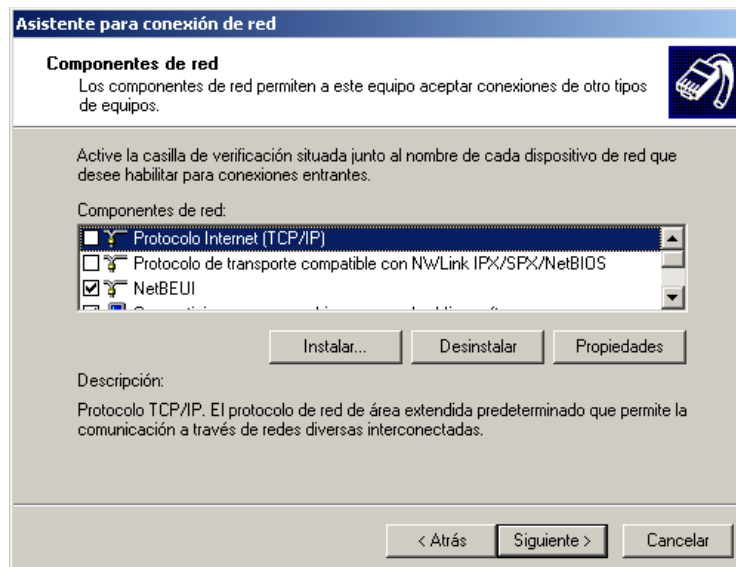 Asistente para conexión de red
Componentes de red
Los componentes de red permiten a este equipo aceptar conexiones de otro tipos
de equipos.
Active la casilla de verificación situada junto al nombre de cada dispositivo de red que
desee habilitar para conexiones entrantes.
Componentes de red:
Protocolo Internet (TCP/IP)
Protocolo de transporte compatible con NWLink IPX/SPX/NetBIOS
NetBEUI
Instalar... Desinstalar Propiedades
Descripción:
Protocolo TCP/IP. El protocolo de red de área extendida predeterminado que permite la
comunicación a través de redes diversas interconectadas.
< Atrás Siguiente > Cancelar